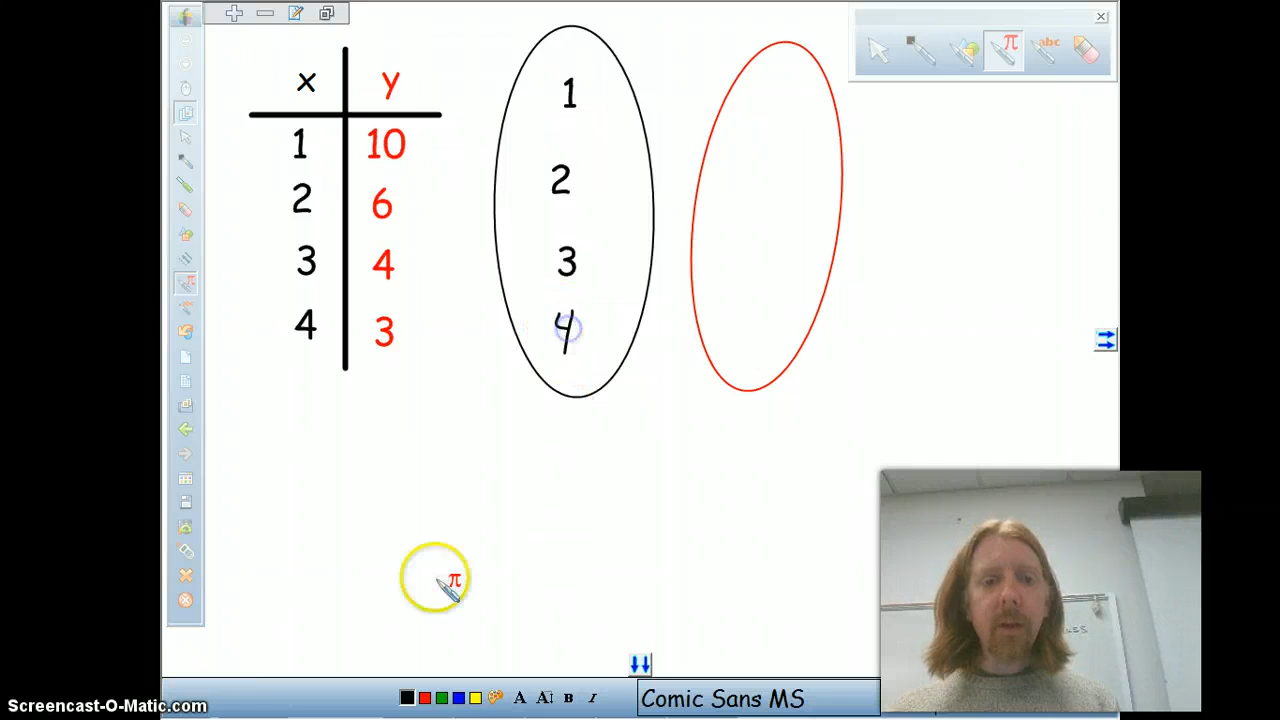 x y
1 10
2 6
3 4
4 3
1
2
3
4
π
abc
π
A A B I
Comic Sans MS
Screencast-O-Matic.com